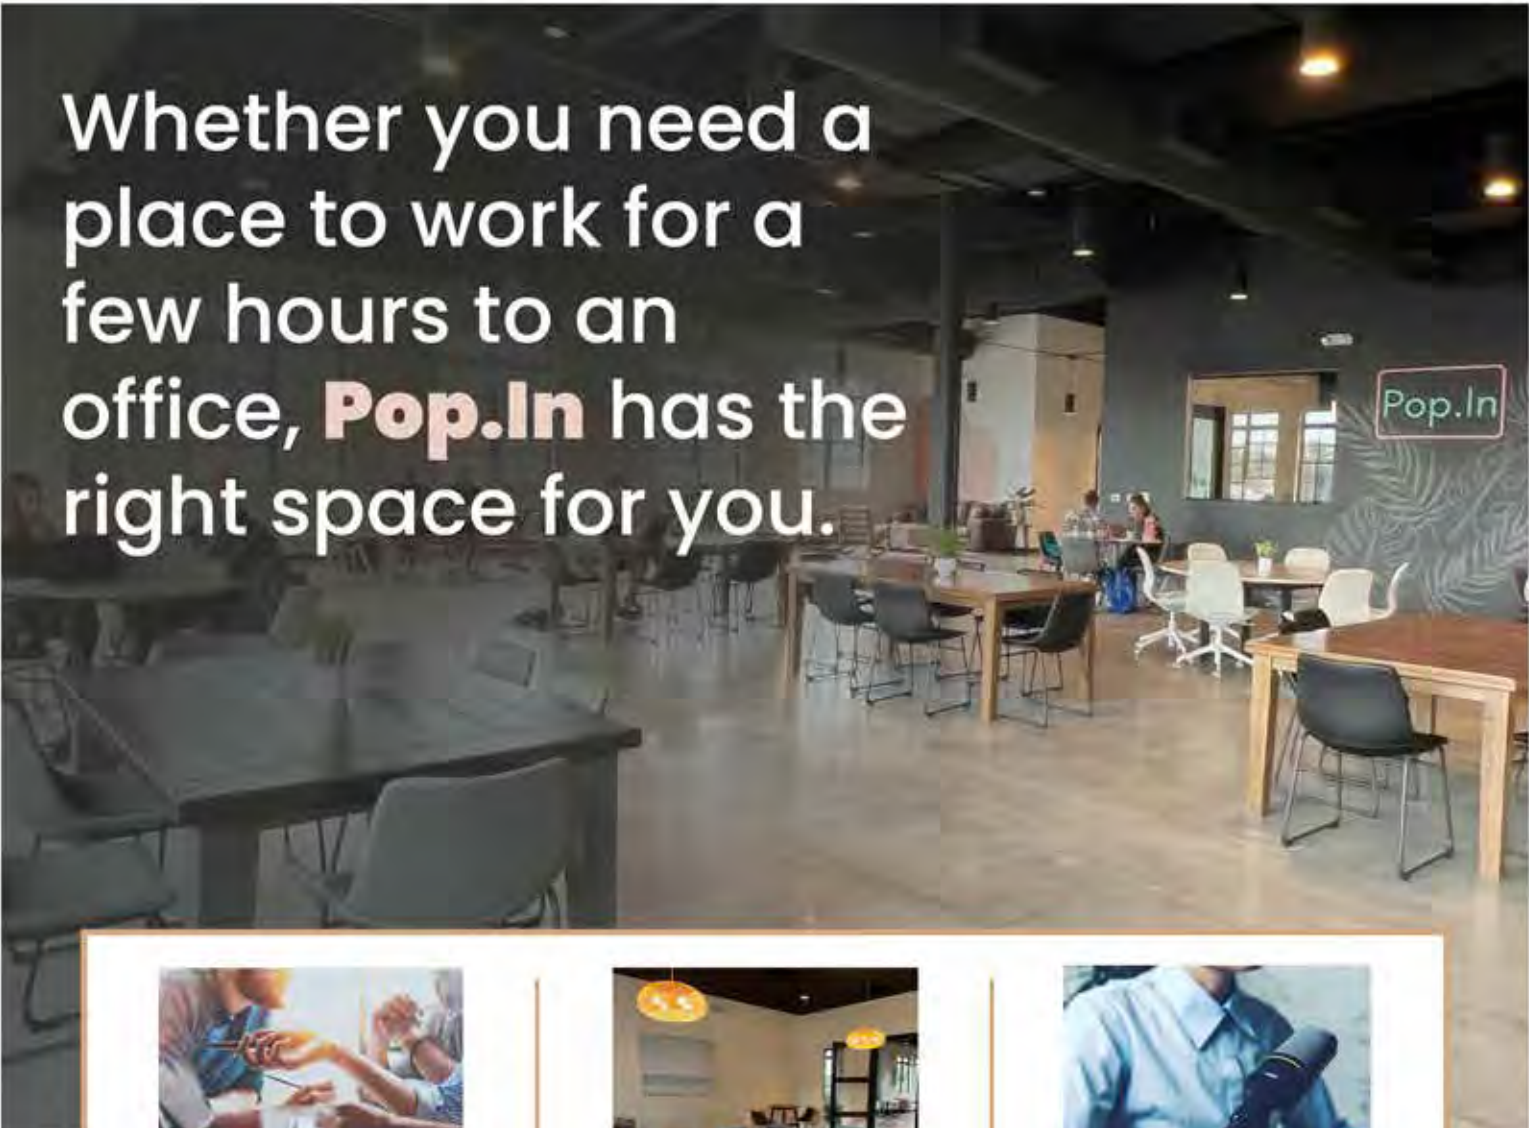 Whether you need a
place to work for a
few hours to an
office, Pop.In has the
right space for you.
Pop.In